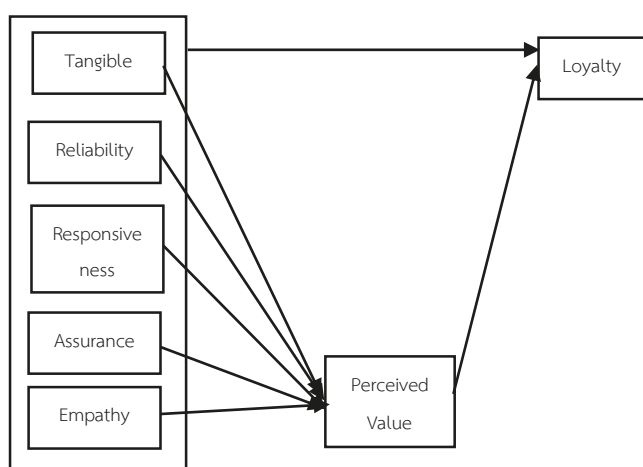 Tangible
Loyalty
Reliability
Responsive
ness
Assurance
Perceived
Value
Empathy